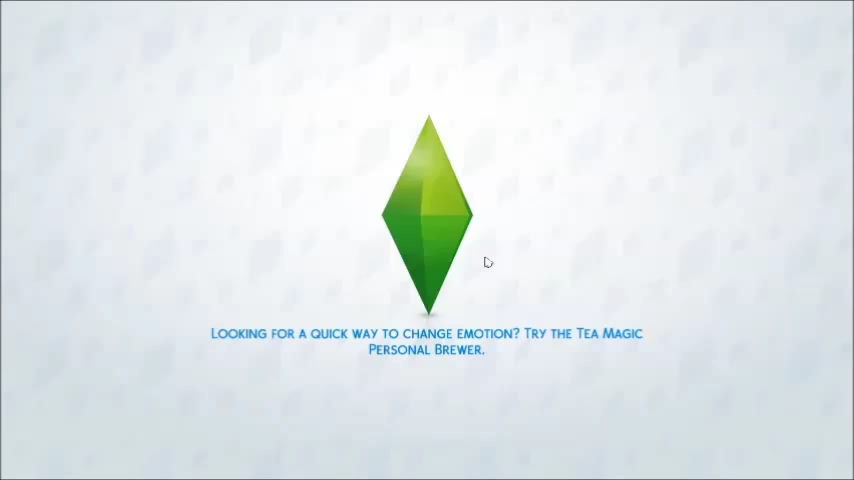 Looking for a quick way to change emotion? Try the Tea Magic
Personal Brewer.